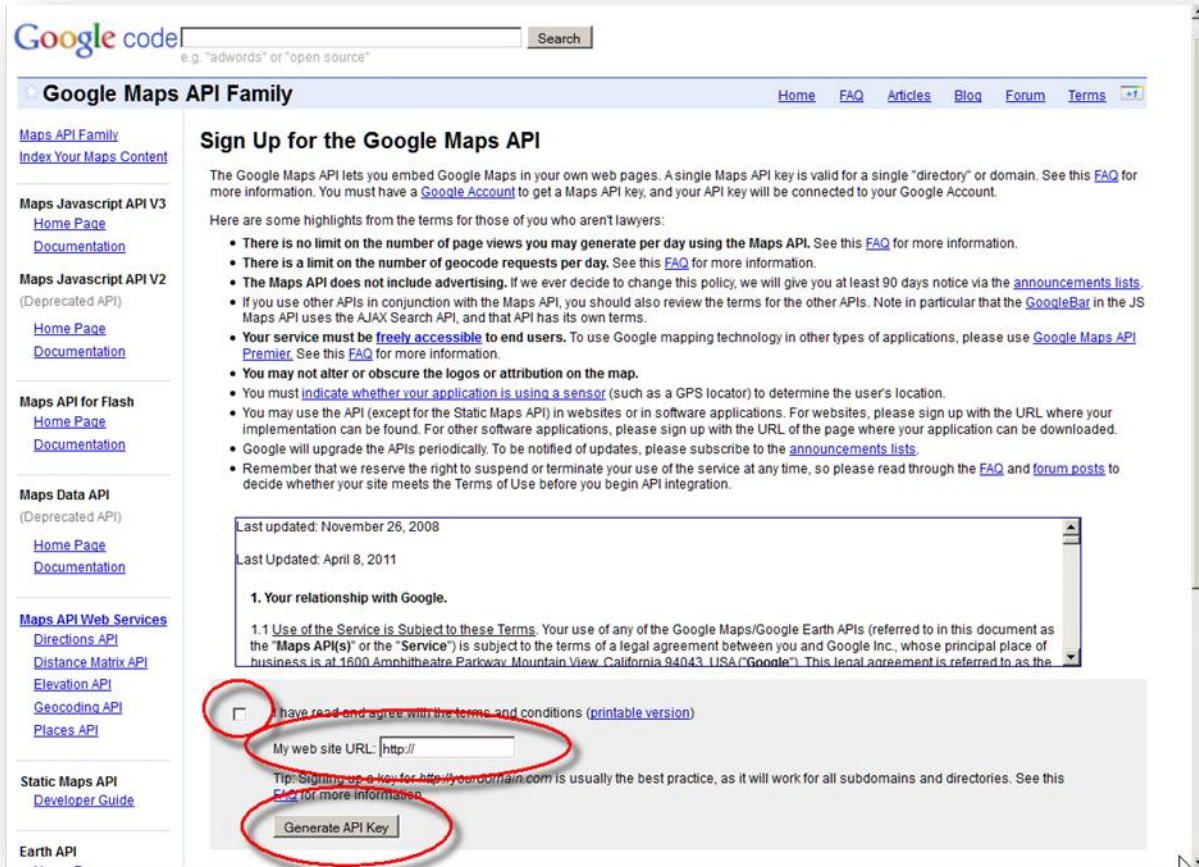 Google code
Search
e.g. "adwords" or "open source"
Google Maps API Family
Home FAQ Articles Blog Forum Terms +1
Maps API Family
Index Your Maps Content
Maps Javascript API V3
Home Page
Documentation
Maps Javascript API V2
(Deprecated API)
Home Page
Documentation
Maps API for Flash
Home Page
Documentation
Maps Data API
(Deprecated API)
Home Page
Documentation
Maps API Web Services
Directions API
Distance Matrix API
Elevation API
Geocoding API
Places API
Static Maps API
Developer Guide
Earth API
Sign Up for the Google Maps API
The Google Maps API lets you embed Google Maps in your own web pages. A single Maps API key is valid for a single "directory" or domain. See this FAQ for
more information. You must have a Google Account to get a Maps API key, and your API key will be connected to your Google Account.
Here are some highlights from the terms for those of you who aren't lawyers:
• There is no limit on the number of page views you may generate per day using the Maps API. See this FAQ for more information.
• There is a limit on the number of geocode requests per day. See this FAQ for more information.
• The Maps API does not include advertising. If we ever decide to change this policy, we will give you at least 90 days notice via the announcements lists.
• If you use other APIs in conjunction with the Maps API, you should also review the terms for the other APIs. Note in particular that the GoogleBar in the JS
Maps API uses the AJAX Search API, and that API has its own terms.
• Your service must be freely accessible to end users. To use Google mapping technology in other types of applications, please use Google Maps API
Premier. See this FAQ for more information.
• You may not alter or obscure the logos or attribution on the map.
• You must indicate whether your application is using a sensor (such as a GPS locator) to determine the user's location.
• You may use the API (except for the Static Maps API) in websites or in software applications. For websites, please sign up with the URL where your
implementation can be found. For other software applications, please sign up with the URL of the page where your application can be downloaded.
• Google will upgrade the APIs periodically. To be notified of updates, please subscribe to the announcements lists.
• Remember that we reserve the right to suspend or terminate your use of the service at any time, so please read through the FAQ and forum posts to
decide whether your site meets the Terms of Use before you begin API integration.
Last updated: November 26, 2008
Last Updated: April 8, 2011
1. Your relationship with Google.
1.1 Use of the Service is Subject to these Terms. Your use of any of the Google Maps/Google Earth APIs (referred to in this document as
the "Maps API(s)" or the "Service") is subject to the terms of a legal agreement between you and Google Inc., whose principal place of
business is at 1600 Amphitheatre Parkway, Mountain View, California 94043, USA ("Google"). This legal agreement is referred to as the
I have read and agree with the terms and conditions (printable version)
My web site URL: http://
Tip: Signing up a key for http://yourdomain.com is usually the best practice, as it will work for all subdomains and directories. See this
FAQ for more information
Generate API Key